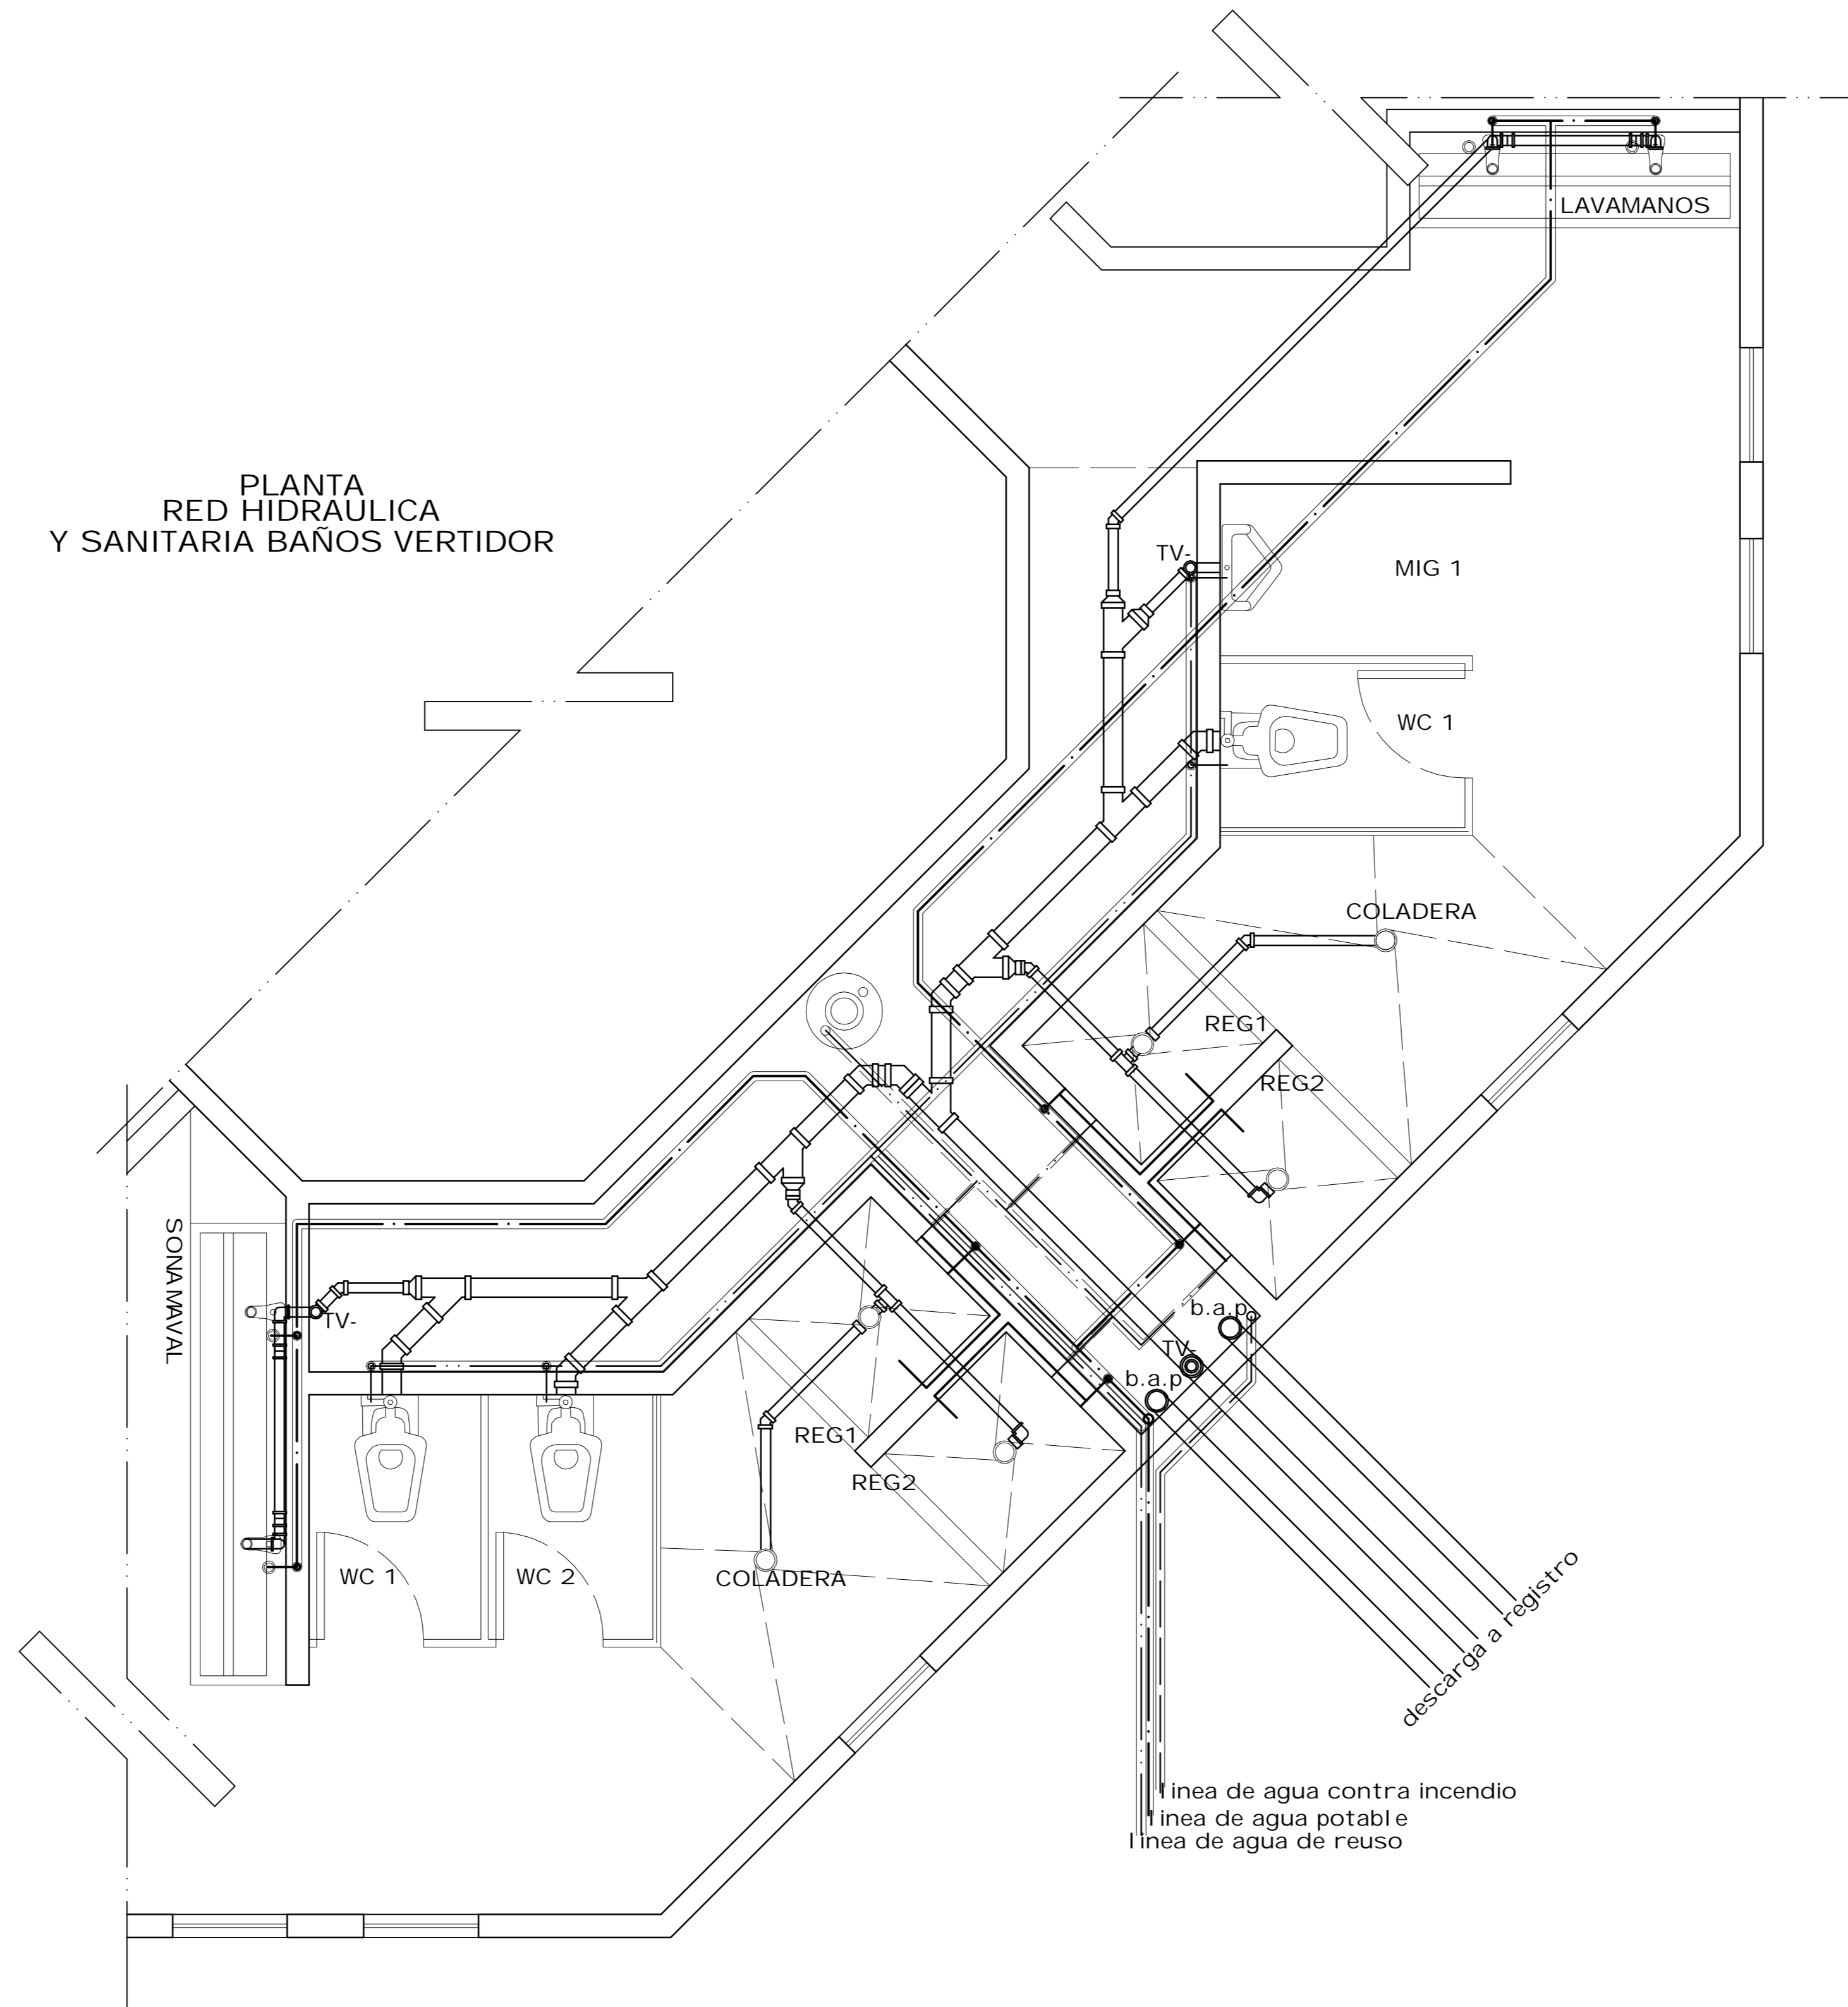 PLANTA
RED HIDRAULICA
Y SANITARIA BAÑOS VERTIDOR
LAVAMANOS
TV-
MIG 1
WC 1
COLADERA
REG1
REG2
SONAMAVAL
TV-
b.a.p
TV-
b.a.p
REG1
REG2
WC 1
WC 2
COLADERA
descarga a registro
linea de agua contra incendio
linea de agua potable
linea de agua de reuso